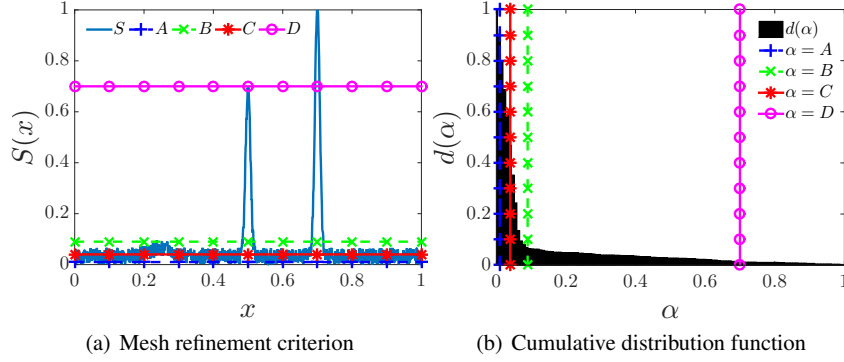 S A B C D
S(x)
1
0.8
0.6
0.4
0.2
0
0 0.2 0.4 0.6 0.8 1
x
(a) Mesh refinement criterion
d(α)
α = A
α = B
α = C
α = D
d(α)
1
0.8
0.6
0.4
0.2
0
0.2 0.4 0.6 0.8 1
α
(b) Cumulative distribution function